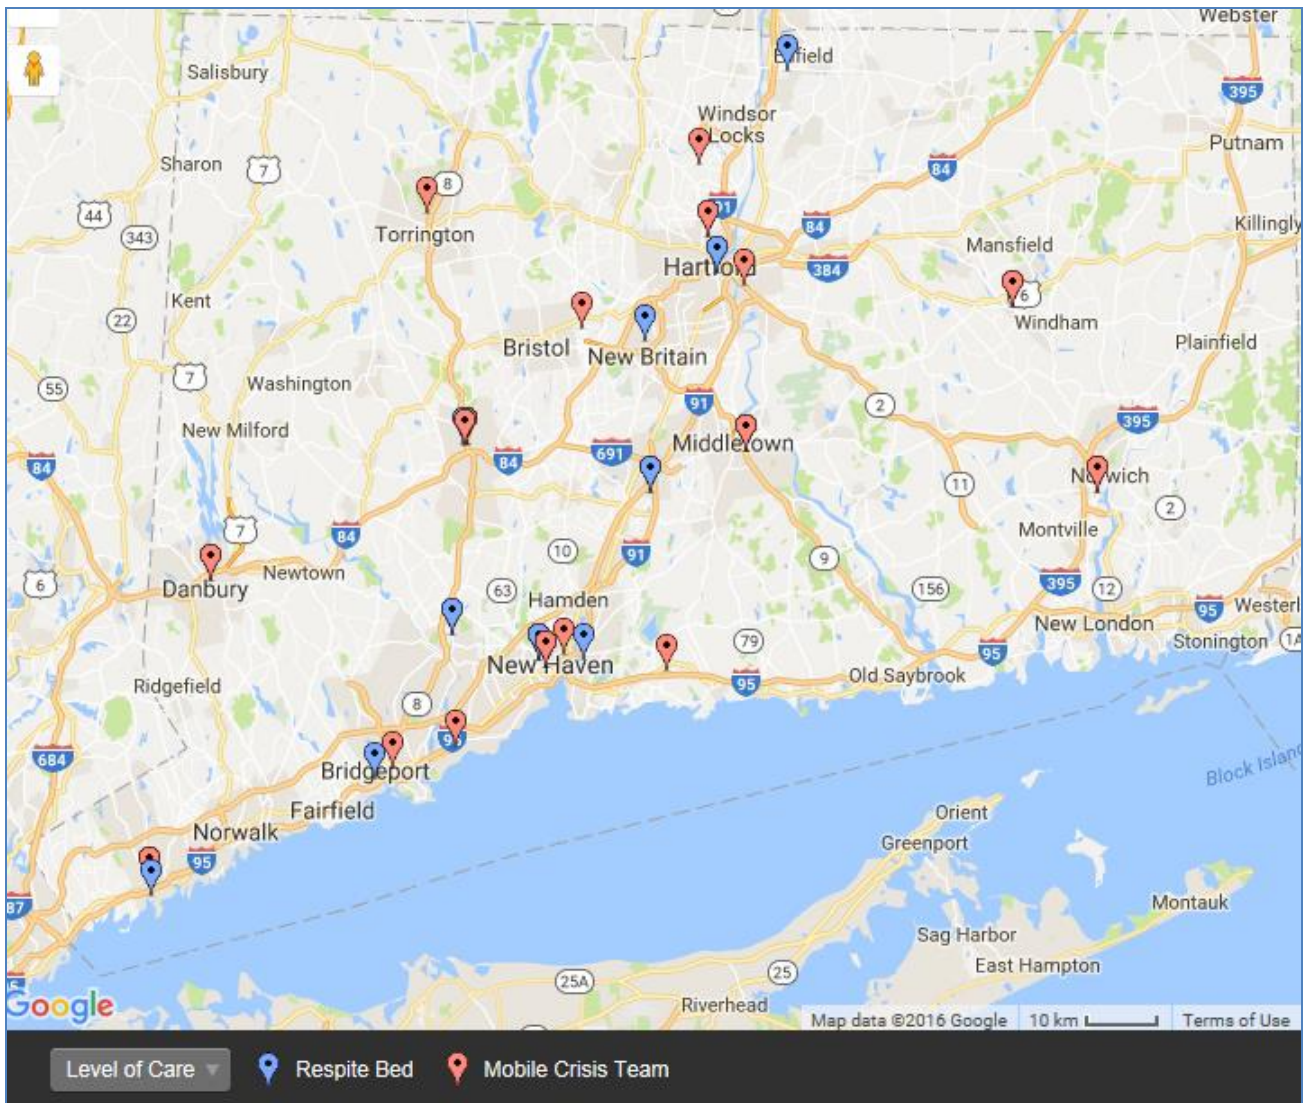 Webster
Enfield
Salisbury
395
Windsor
Locks
Putnam
84
Sharon
7
8
44
91
84
Killingly
343
Torrington
Mansfield
Hartford
384
6
Kent
22
Windham
Bristol
New Britain
Plainfield
7
55
Washington
91
2
395
New Milford
Middletown
84
84
691
Norwich
11
2
7
84
Montville
10
91
9
6
Danbury
Newtown
63
Hamden
156
395
12
95
Westerl
New London
79
Stonington
1A
New Haven
95
Old Saybrook
95
Ridgefield
8
95
684
Bridgeport
Block Island
Fairfield
Orient
Norwalk
95
Greenport
87
Montauk
Sag Harbor
East Hampton
25A
25
Google
Riverhead
Map data ©2016 Google
10 km
Terms of Use
Level of Care
Respite Bed
Mobile Crisis Team